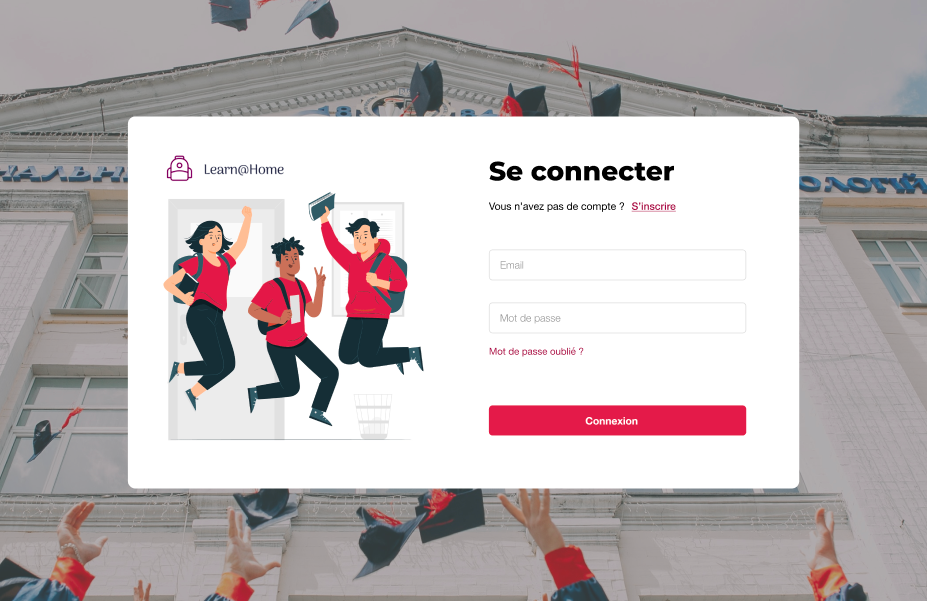 Learn@Home
Se connecter
Vous n'avez pas de compte ? S'inscrire
Email
Mot de passe
Mot de passe oublié ?
Connexion